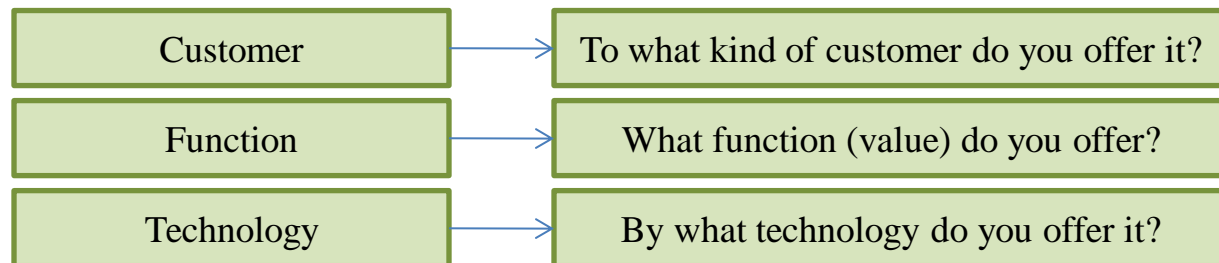 Customer
To what kind of customer do you offer it?
Function
What function (value) do you offer?
Technology
By what technology do you offer it?